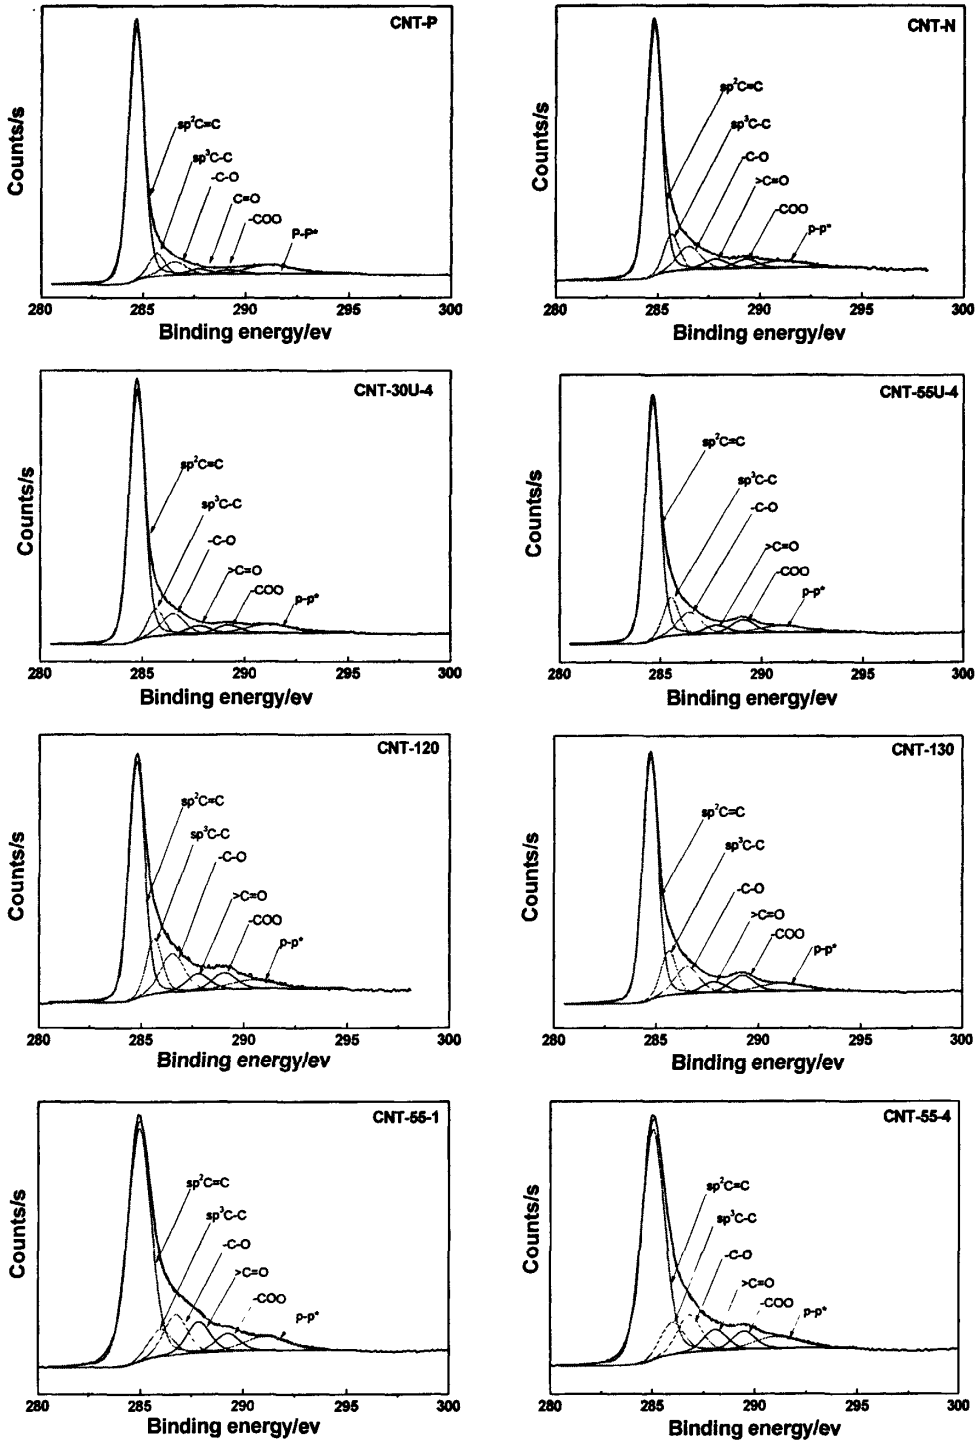 CNT-P
sp²C=C
sp³C-C
-C-O
C=O
-COO
P-P*
Counts/s
280 285 290 295 300
Binding energy/ev
CNT-N
sp²C=C
sp³C-C
-C-O
>C=O
-COO
p-p*
Counts/s
280 285 290 295 300
Binding energy/ev
CNT-30U-4
sp²C=C
sp³C-C
-C-O
>C=O
-COO
p-p*
Counts/s
280 285 290 295 300
Binding energy/ev
CNT-55U-4
sp²C=C
sp³C-C
-C-O
>C=O
-COO
p-p*
Counts/s
280 285 290 295 300
Binding energy/ev
CNT-120
sp²C=C
sp³C-C
-C-O
>C=O
-COO
p-p*
Counts/s
280 285 290 295 300
Binding energy/ev
CNT-130
sp²C=C
sp³C-C
-C-O
>C=O
-COO
p-p*
Counts/s
280 285 290 295 300
Binding energy/ev
CNT-55-1
sp²C=C
sp³C-C
-C-O
>C=O
-COO
p-p*
Counts/s
280 285 290 295 300
Binding energy/ev
CNT-55-4
sp²C=C
sp³C-C
-C-O
>C=O
-COO
p-p*
Counts/s
280 285 290 295 300
Binding energy/ev